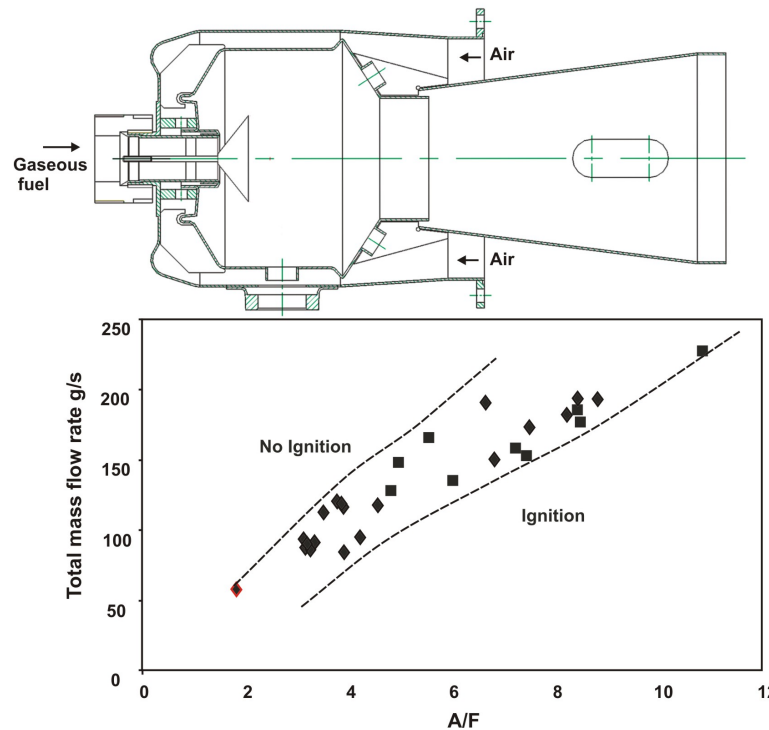 Air
Gaseous
fuel
Air
250
200
150
100
50
0
Total mass flow rate g/s
No Ignition
Ignition
0 2 4 6 8 10 12
A/F